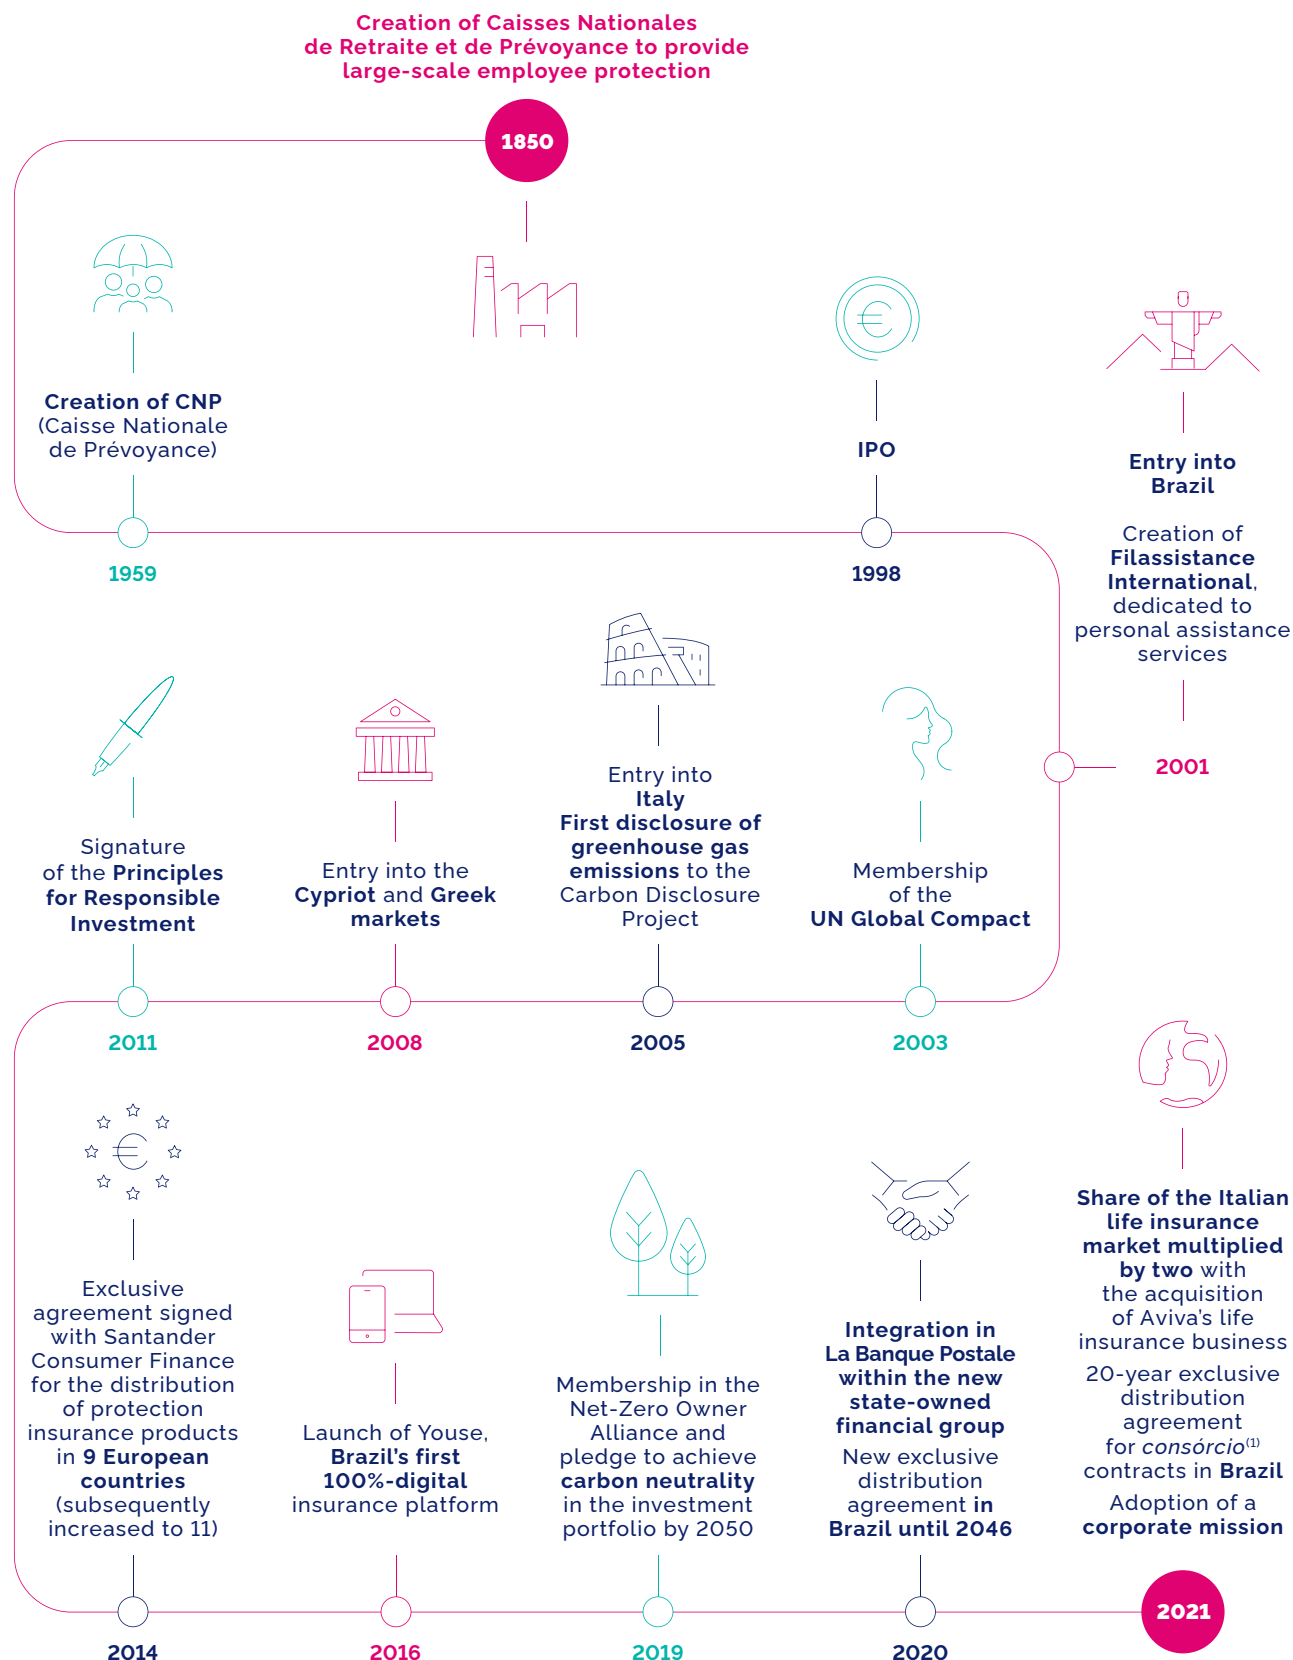 Creation of Caisses Nationales
de Retraite et de Prévoyance to provide
large-scale employee protection
1850
Creation of CNP
(Caisse Nationale
de Prévoyance)
1959
IPO
1998
Entry into
Brazil
Creation of
Filassistance
International,
dedicated to
personal assistance
services
2001
Membership
of the
UN Global Compact
2003
Entry into
Italy
First disclosure of
greenhouse gas
emissions to the
Carbon Disclosure
Project
2005
Entry into the
Cypriot and Greek
markets
2008
Signature
of the Principles
for Responsible
Investment
2011
Exclusive
agreement signed
with Santander
Consumer Finance
for the distribution
of protection
insurance products
in 9 European
countries
(subsequently
increased to 11)
2014
Launch of Youse,
Brazil's first
100%-digital
insurance platform
2016
Membership in the
Net-Zero Owner
Alliance and
pledge to achieve
carbon neutrality
in the investment
portfolio by 2050
2019
Integration in
La Banque Postale
within the new
state-owned
financial group
New exclusive
distribution
agreement in
Brazil until 2046
2020
Share of the Italian
life insurance
market multiplied
by two with
the acquisition
of Aviva's life
insurance business
20-year exclusive
distribution
agreement
for consórcio(1)
contracts in Brazil
Adoption of a
corporate mission
2021